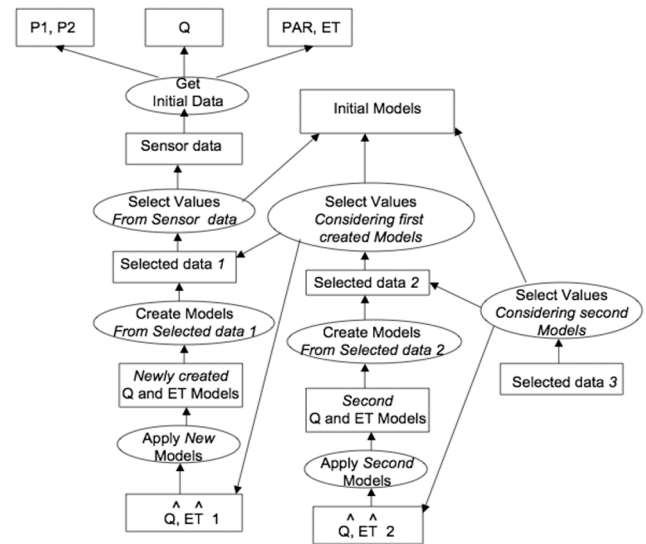 P1, P2
Q
PAR, ET
Get
Initial Data
Initial Models
Sensor data
Select Values
From Sensor data
Select Values
Considering first
created Models
Selected data 1
Selected data 2
Select Values
Considering second
Models
Create Models
From Selected data 1
Create Models
From Selected data 2
Selected data 3
Newly created
Q and ET Models
Second
Q and ET Models
Apply New
Models
Apply Second
Models
Q̂, ET̂ 1
Q̂, ET̂ 2